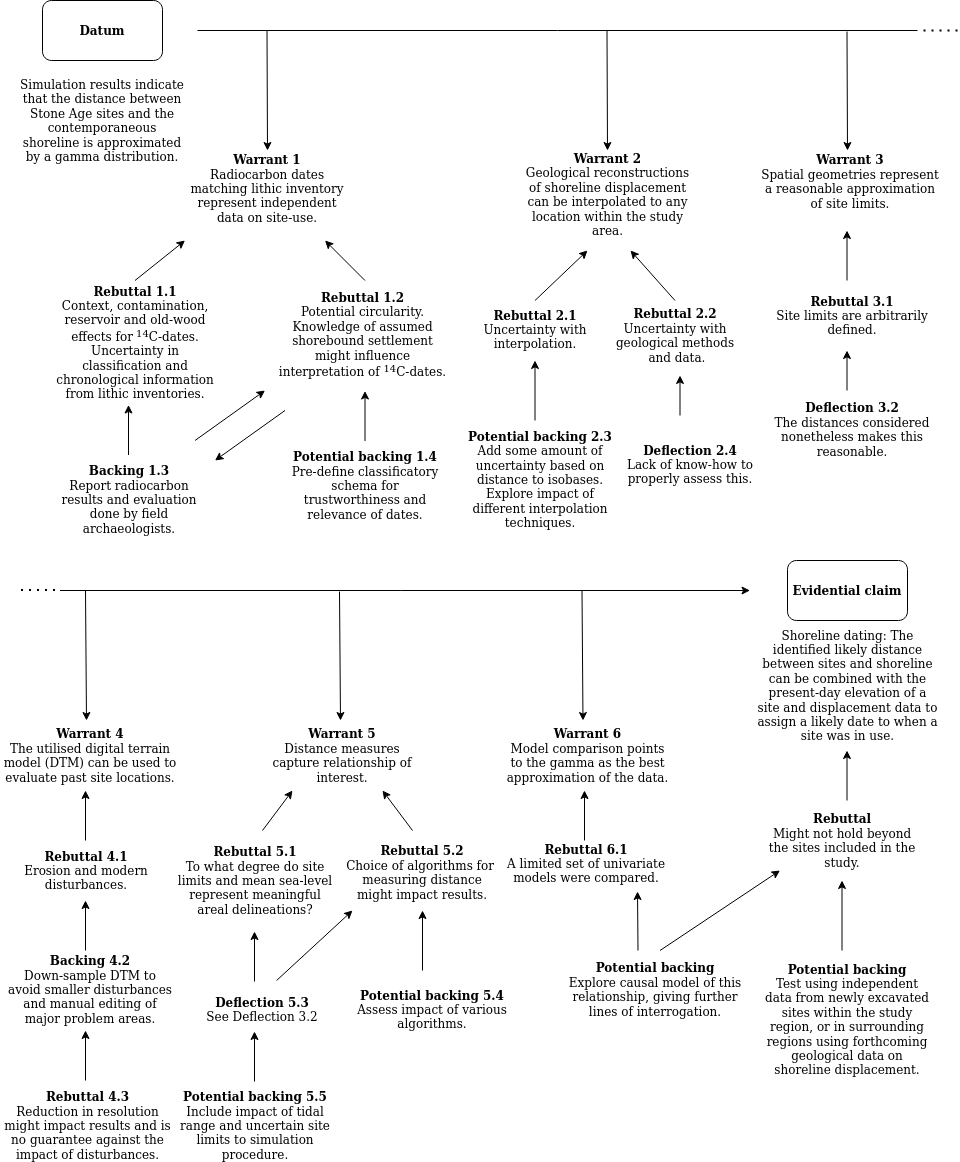 Datum
Simulation results indicate
that the distance between
Stone Age sites and the
contemporaneous
shoreline is approximated
by a gamma distribution.
Warrant 1
Radiocarbon dates
matching lithic inventory
represent independent
data on site-use.
Warrant 2
Geological reconstructions
of shoreline displacement
can be interpolated to any
location within the study
area.
Warrant 3
Spatial geometries represent
a reasonable approximation
of site limits.
Rebuttal 1.1
Context, contamination,
reservoir and old-wood
effects for ¹⁴C-dates.
Uncertainty in
classification and
chronological information
from lithic inventories.
Rebuttal 1.2
Potential circularity.
Knowledge of assumed
shorebound settlement
might influence
interpretation of ¹⁴C-dates.
Rebuttal 2.1
Uncertainty with
interpolation.
Rebuttal 2.2
Uncertainty with
geological methods
and data.
Rebuttal 3.1
Site limits are arbitrarily
defined.
Backing 1.3
Report radiocarbon
results and evaluation
done by field
archaeologists.
Potential backing 1.4
Pre-define classificatory
schema for
trustworthiness and
relevance of dates.
Potential backing 2.3
Add some amount of
uncertainty based on
distance to isobases.
Explore impact of
different interpolation
techniques.
Deflection 2.4
Lack of know-how to
properly assess this.
Deflection 3.2
The distances considered
nonetheless makes this
reasonable.
Evidential claim
Shoreline dating: The
identified likely distance
between sites and shoreline
can be combined with the
present-day elevation of a
site and displacement data to
assign a likely date to when a
site was in use.
Warrant 4
The utilised digital terrain
model (DTM) can be used to
evaluate past site locations.
Warrant 5
Distance measures
capture relationship of
interest.
Warrant 6
Model comparison points
to the gamma as the best
approximation of the data.
Rebuttal 4.1
Erosion and modern
disturbances.
Rebuttal 5.1
To what degree do site
limits and mean sea-level
represent meaningful
areal delineations?
Rebuttal 5.2
Choice of algorithms for
measuring distance
might impact results.
Rebuttal 6.1
A limited set of univariate
models were compared.
Rebuttal
Might not hold beyond
the sites included in the
study.
Backing 4.2
Down-sample DTM to
avoid smaller disturbances
and manual editing of
major problem areas.
Deflection 5.3
See Deflection 3.2
Potential backing 5.4
Assess impact of various
algorithms.
Potential backing
Explore causal model of this
relationship, giving further
lines of interrogation.
Potential backing
Test using independent
data from newly excavated
sites within the study
region, or in surrounding
regions using forthcoming
geological data on
shoreline displacement.
Rebuttal 4.3
Reduction in resolution
might impact results and is
no guarantee against the
impact of disturbances.
Potential backing 5.5
Include impact of tidal
range and uncertain site
limits to simulation
procedure.